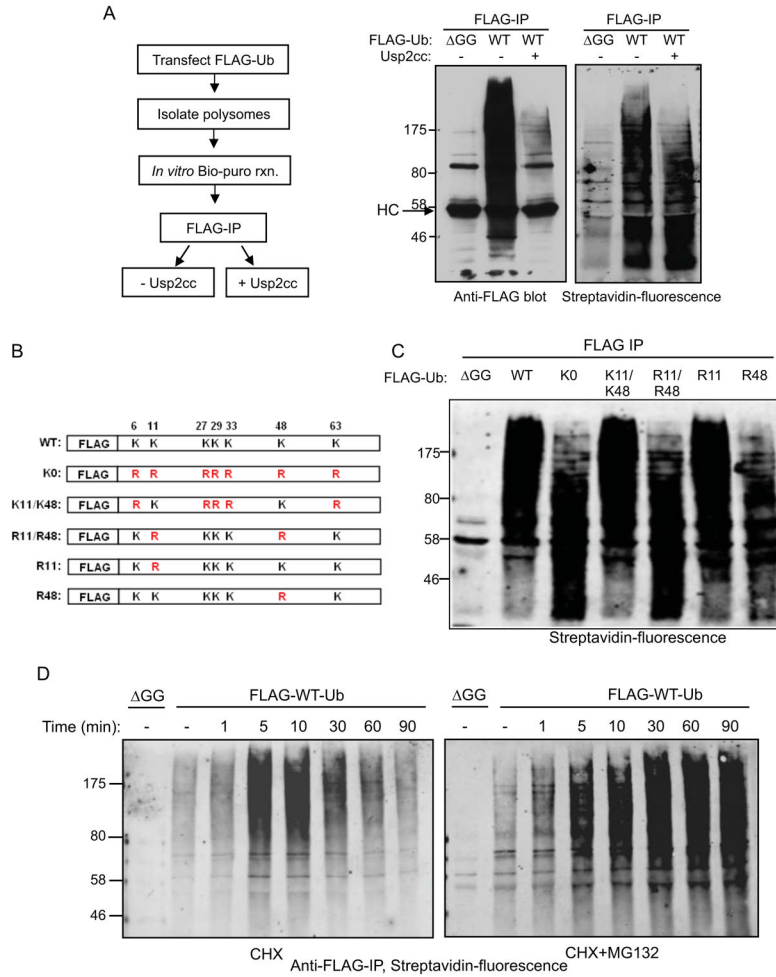 A
Transfect FLAG-Ub
Isolate polysomes
In vitro Bio-puro rxn.
FLAG-IP
- Usp2cc
+ Usp2cc
FLAG-IP
FLAG-IP
FLAG-Ub: ΔGG WT WT ΔGG WT WT
Usp2cc: - - + - - +
175
80
58
HC
46
Anti-FLAG blot
Streptavidin-fluorescence
B
6 11 27 29 33 48 63
WT: FLAG K K KK K K K
K0: FLAG R R RR R R R
K11/K48: FLAG R K RR R K R
R11/R48: FLAG K R KK K R K
R11: FLAG K R KK K K K
R48: FLAG K K KK K R K
C
FLAG IP
FLAG-Ub: ΔGG WT K0 K11/ R11/ R11 R48
K48 R48
175
80
58
46
Streptavidin-fluorescence
D
ΔGG FLAG-WT-Ub ΔGG FLAG-WT-Ub
Time (min): - - 1 5 10 30 60 90 - - 1 5 10 30 60 90
175
80
58
46
CHX
CHX+MG132
Anti-FLAG-IP, Streptavidin-fluorescence